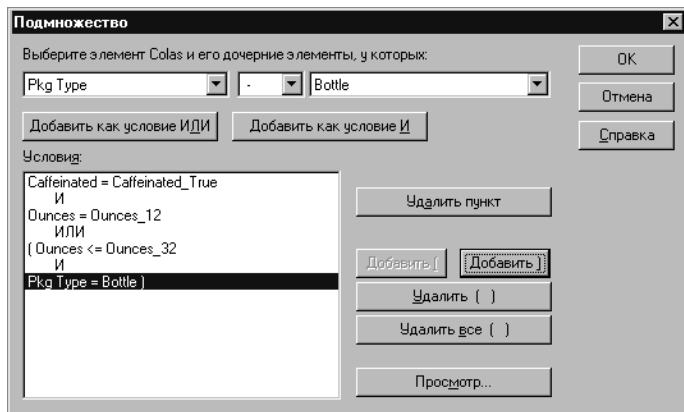 Подмножество
Выберите элемент Colas и его дочерние элементы, у которых:
Pkg Type - Bottle
OK
Отмена
Справка
Добавить как условие ИЛИ Добавить как условие И
Условия:
Caffeinated = Caffeinated_True
И
Ounces = Ounces_12
ИЛИ
( Ounces <= Ounces_32
И
Pkg Type = Bottle )
Удалить пункт
Добавить ( Добавить )
Удалить ( )
Удалить все ( )
Просмотр...